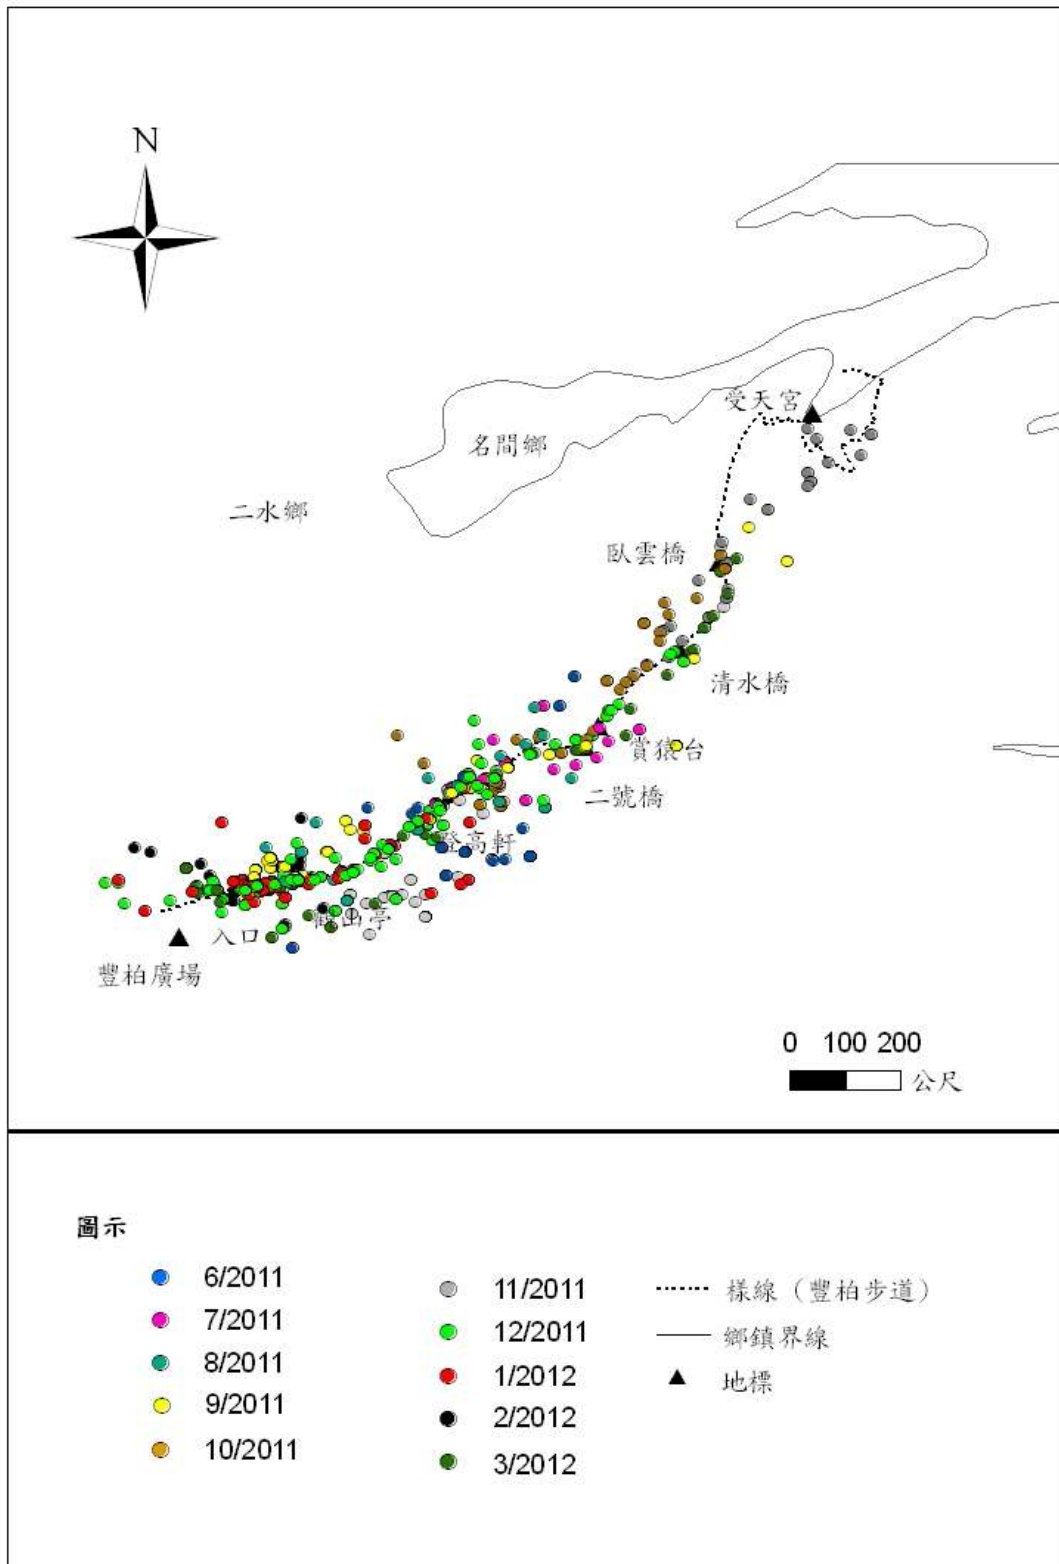 N
受天宮
名間鄉
二水鄉
臥雲橋
清水橋
賞猿台
二號橋
登高軒
觀山亭
入口
豐柏廣場
0 100 200
公尺
圖示
6/2011
7/2011
8/2011
9/2011
10/2011
11/2011
12/2011
1/2012
2/2012
3/2012
樣線（豐柏步道）
鄉鎮界線
地標